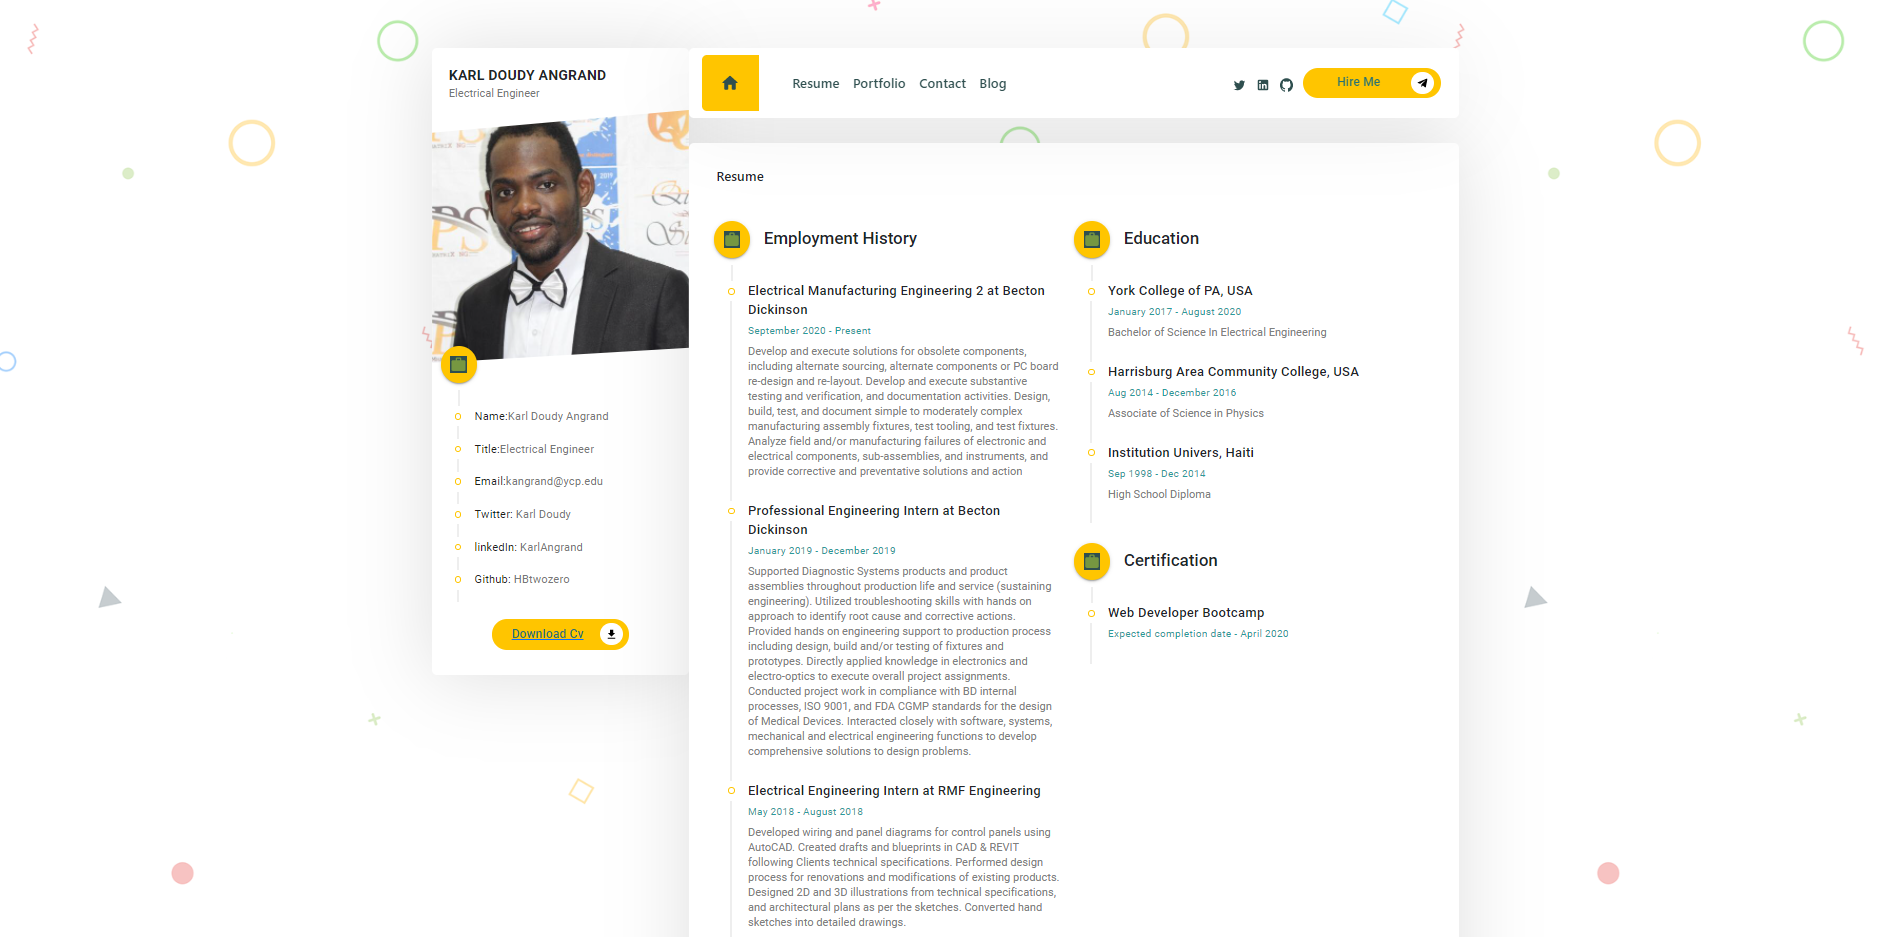 KARL DOUDY ANGRAND
Electrical Engineer
Name:Karl Doudy Angrand
Title:Electrical Engineer
Email:kangrand@ycp.edu
Twitter: Karl Doudy
linkedIn: KarlAngrand
Github: HBtwozero
Download Cv
Resume Portfolio Contact Blog
Hire Me
Resume
Employment History
Electrical Manufacturing Engineering 2 at Becton
Dickinson
September 2020 - Present
Develop and execute solutions for obsolete components,
including alternate sourcing, alternate components or PC board
re-design and re-layout. Develop and execute substantive
testing and verification, and documentation activities. Design,
build, test, and document simple to moderately complex
manufacturing assembly fixtures, test tooling, and test fixtures.
Analyze field and/or manufacturing failures of electronic and
electrical components, sub-assemblies, and instruments, and
provide corrective and preventative solutions and action
Professional Engineering Intern at Becton
Dickinson
January 2019 - December 2019
Supported Diagnostic Systems products and product
assemblies throughout production life and service (sustaining
engineering). Utilized troubleshooting skills with hands on
approach to identify root cause and corrective actions.
Provided hands on engineering support to production process
including design, build and/or testing of fixtures and
prototypes. Directly applied knowledge in electronics and
electro-optics to execute overall project assignments.
Conducted project work in compliance with BD internal
processes, ISO 9001, and FDA CGMP standards for the design
of Medical Devices. Interacted closely with software, systems,
mechanical and electrical engineering functions to develop
comprehensive solutions to design problems.
Electrical Engineering Intern at RMF Engineering
May 2018 - August 2018
Developed wiring and panel diagrams for control panels using
AutoCAD. Created drafts and blueprints in CAD & REVIT
following Clients technical specifications. Performed design
process for renovations and modifications of existing products.
Designed 2D and 3D illustrations from technical specifications,
and architectural plans as per the sketches. Converted hand
sketches into detailed drawings.
Education
York College of PA, USA
January 2017 - August 2020
Bachelor of Science In Electrical Engineering
Harrisburg Area Community College, USA
Aug 2014 - December 2016
Associate of Science in Physics
Institution Univers, Haiti
Sep 1998 - Dec 2014
High School Diploma
Certification
Web Developer Bootcamp
Expected completion date - April 2020